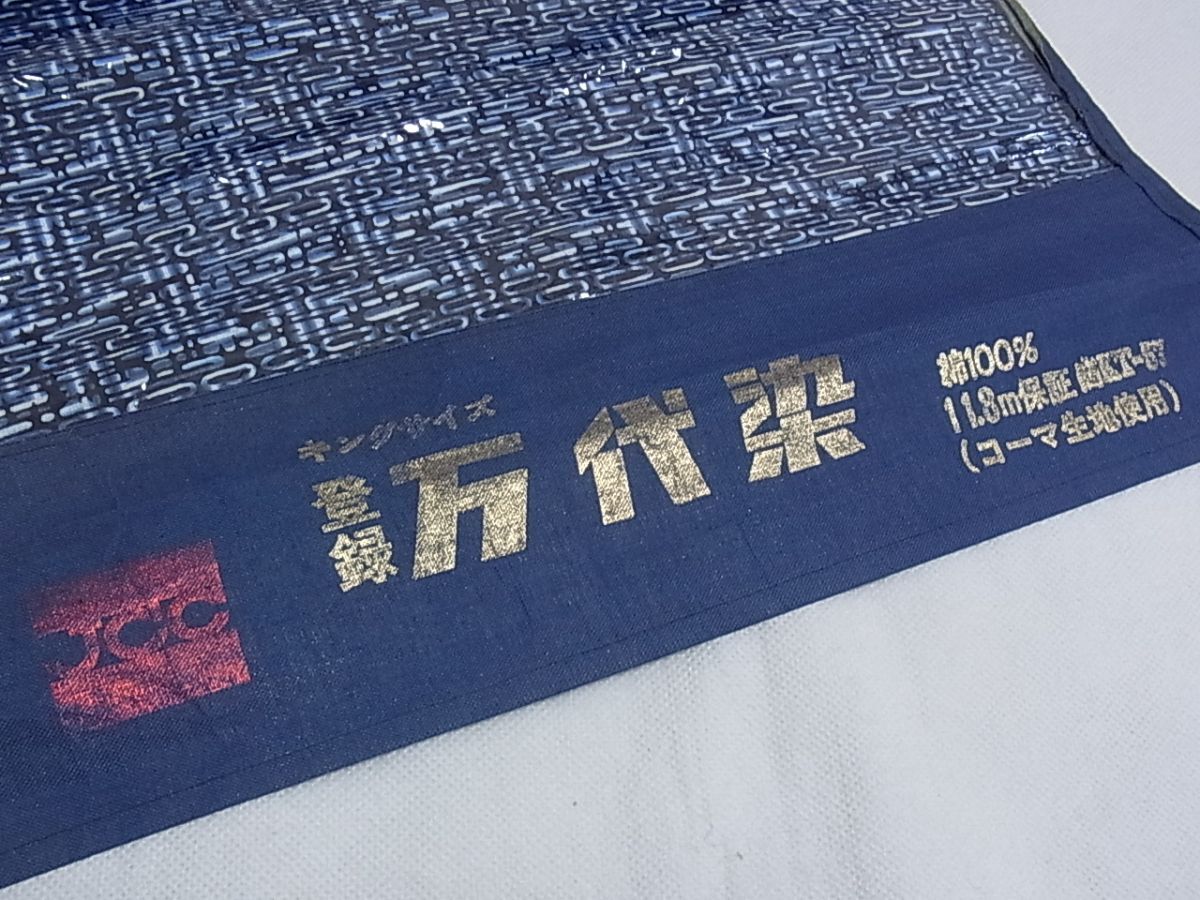 キングサイズ
登録
万代染
綿100%
11.8m保証
(コーマ生地使用)